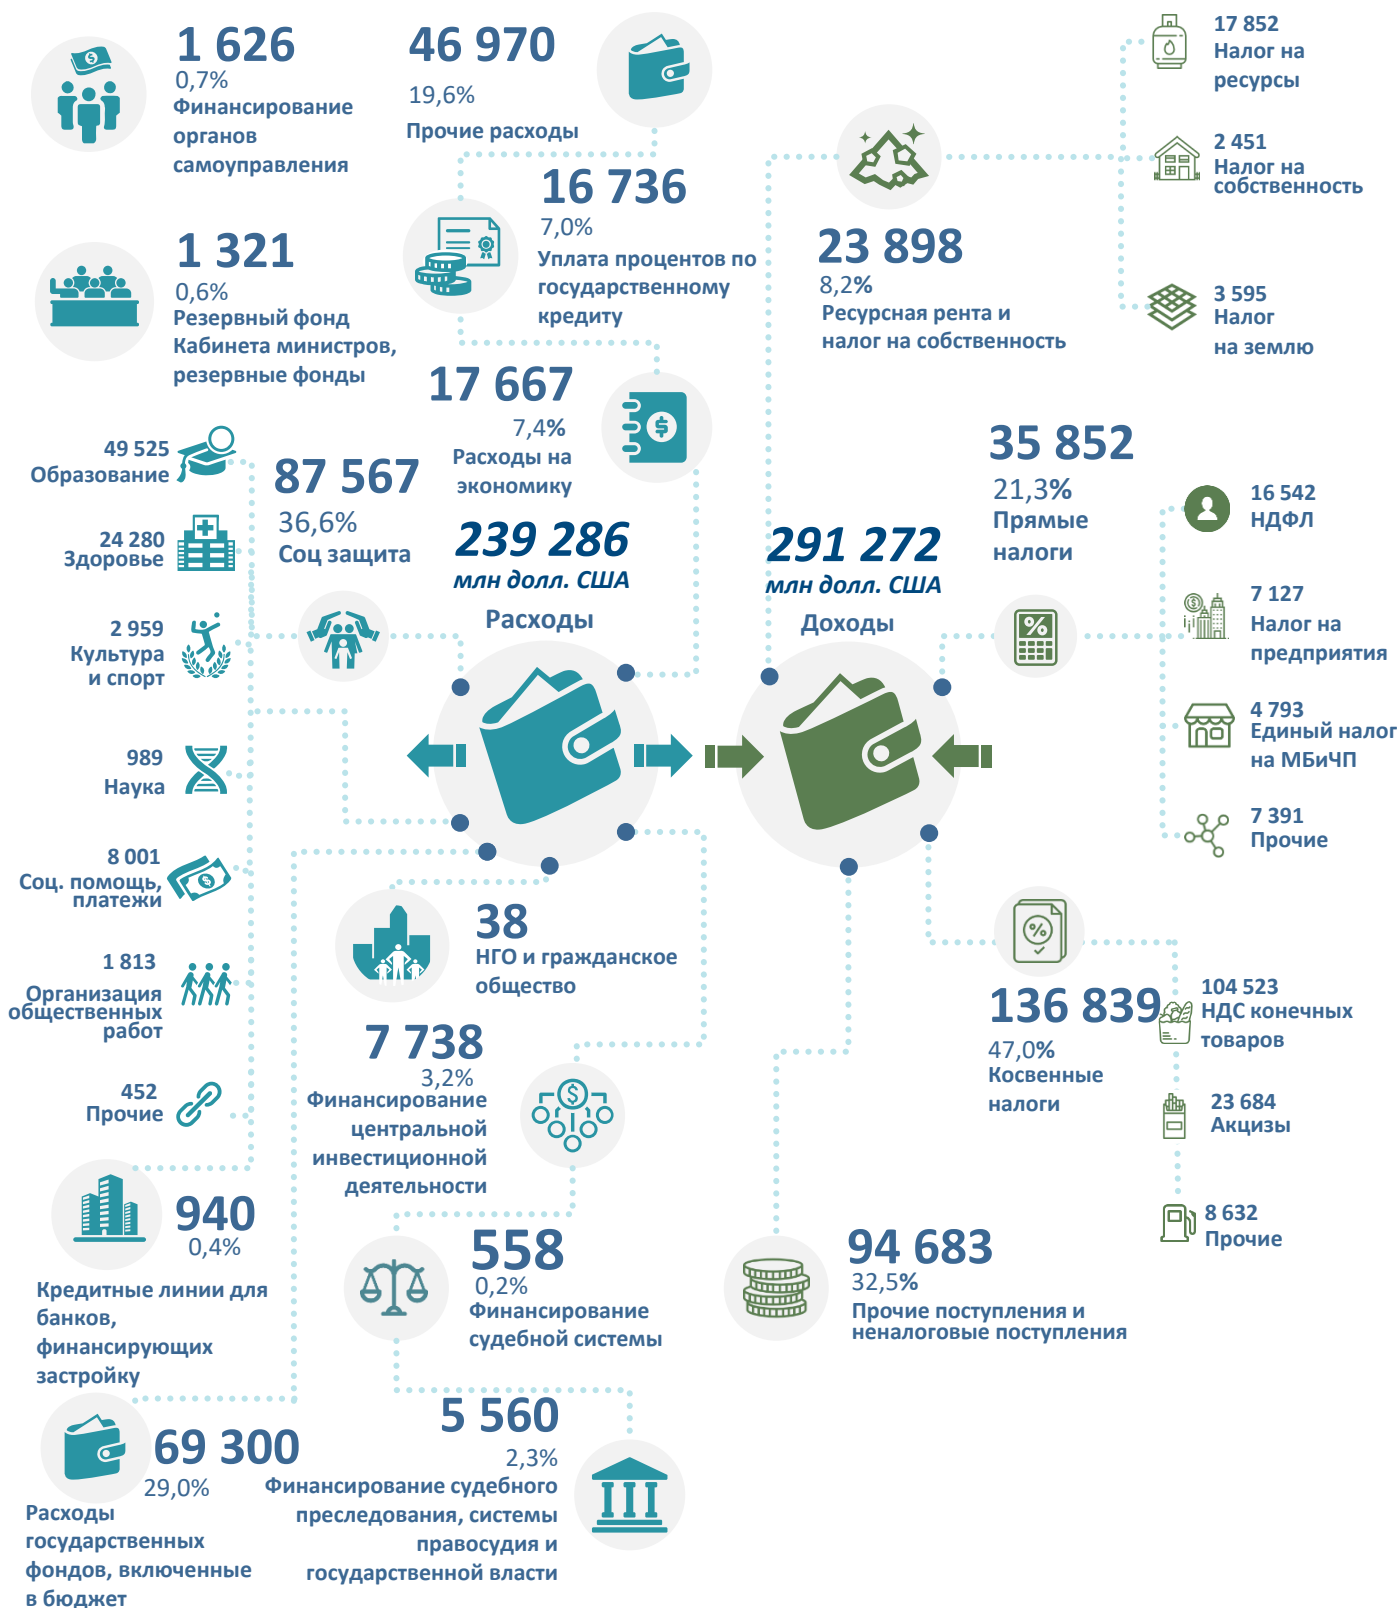 1 626
0,7%
Финансирование
органов
самоуправления
46 970
19,6%
Прочие расходы
1 321
0,6%
Резервный фонд
Кабинета министров,
резервные фонды
16 736
7,0%
Уплата процентов по
государственному
кредиту
17 667
7,4%
Расходы на
экономику
49 525
Образование
24 280
Здоровье
2 959
Культура
и спорт
989
Наука
8 001
Соц. помощь,
платежи
1 813
Организация
общественных
работ
452
Прочие
87 567
36,6%
Соц защита
239 286
млн долл. США
Расходы
940
0,4%
Кредитные линии для
банков,
финансирующих
застройку
69 300
29,0%
Расходы
государственных
фондов, включенные
в бюджет
38
НГО и гражданское
общество
7 738
3,2%
Финансирование
центральной
инвестиционной
деятельности
558
0,2%
Финансирование
судебной системы
5 560
2,3%
Финансирование судебного
преследования, системы
правосудия и
государственной власти
291 272
млн долл. США
Доходы
23 898
8,2%
Ресурсная рента и
налог на собственность
17 852
Налог на
ресурсы
2 451
Налог на
собственность
3 595
Налог
на землю
35 852
21,3%
Прямые
налоги
16 542
НДФЛ
7 127
Налог на
предприятия
4 793
Единый налог
на МБиЧП
7 391
Прочие
136 839
47,0%
Косвенные
налоги
104 523
НДС конечных
товаров
23 684
Акцизы
8 632
Прочие
94 683
32,5%
Прочие поступления и
неналоговые поступления